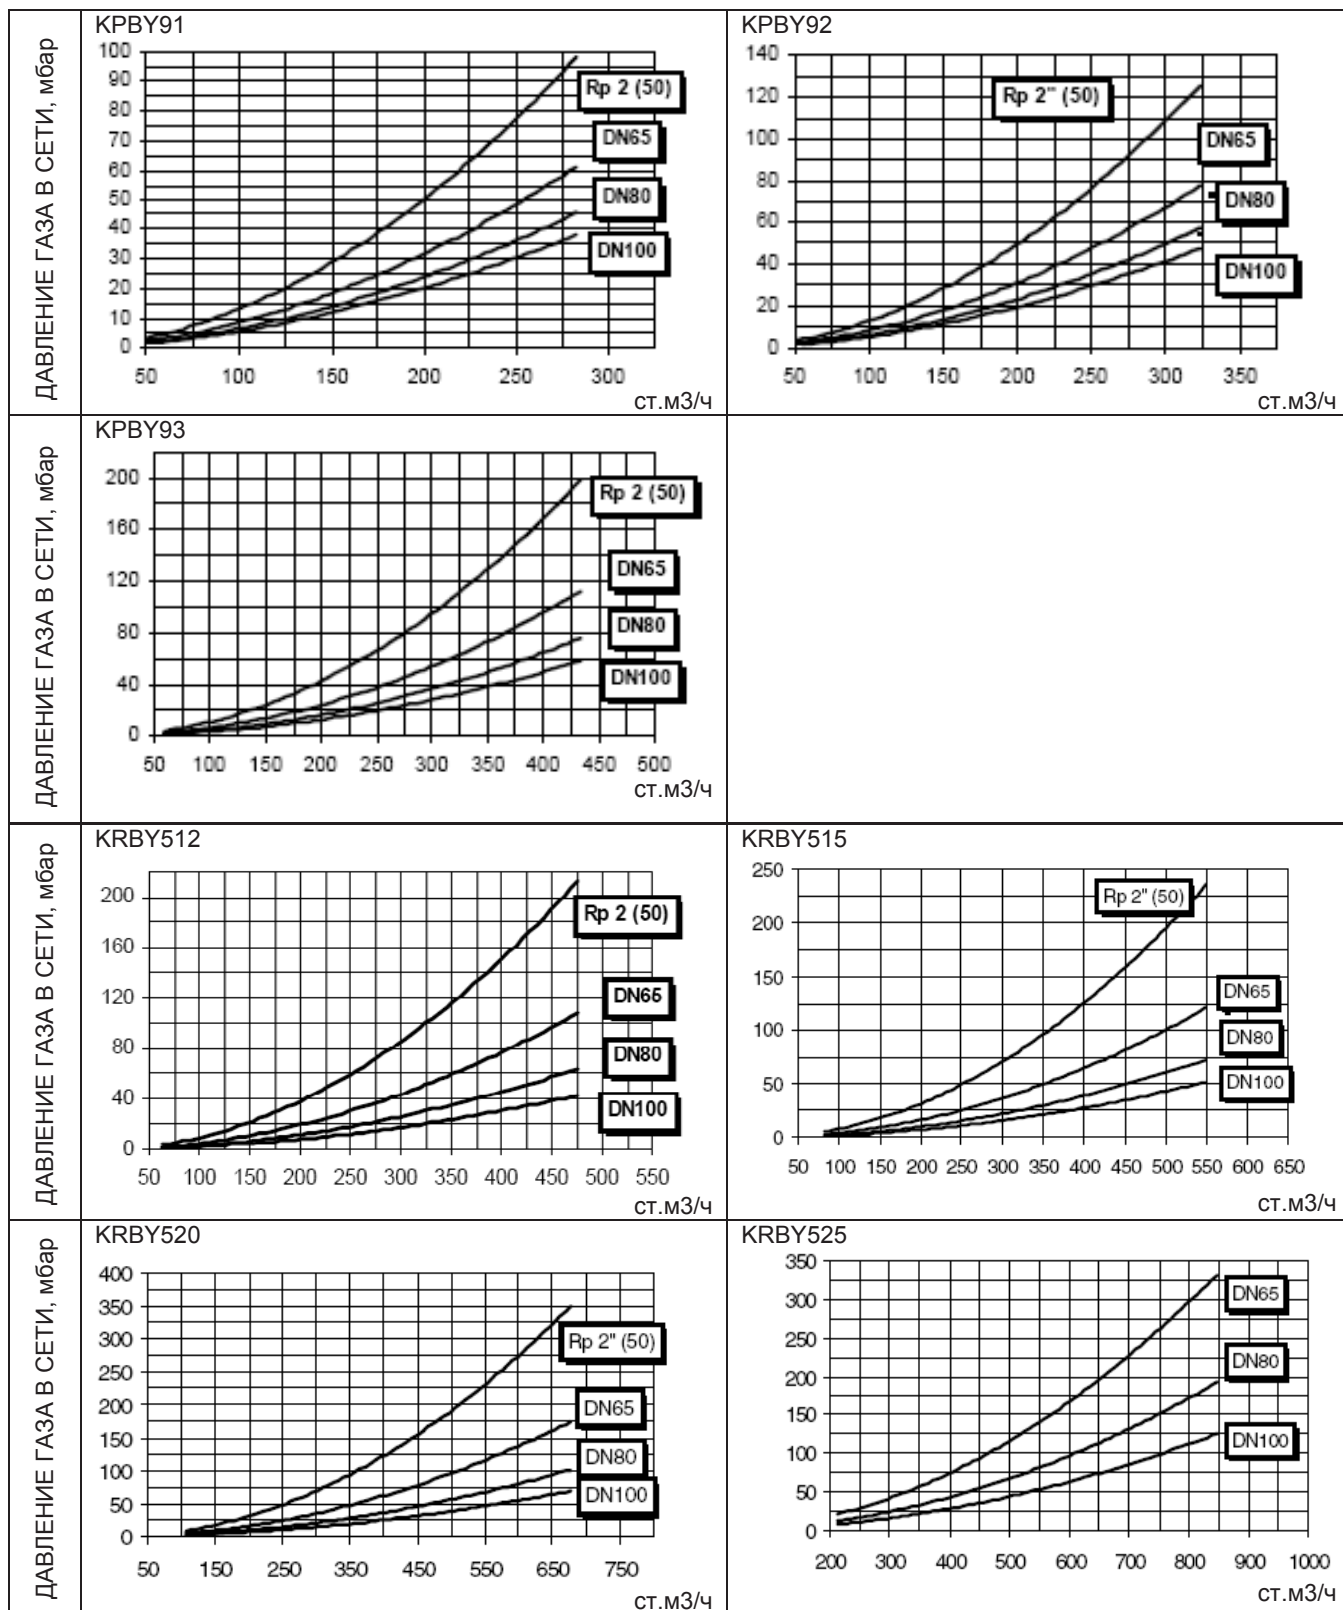 ДАВЛЕНИЕ ГАЗА В СЕТИ, мбар
KPBY91
100
90
80
70
60
50
40
30
20
10
0
Rp 2 (50)
DN65
DN80
DN100
50 100 150 200 250 300
ст.м3/ч
KPBY92
140
120
100
80
60
40
20
0
Rp 2" (50)
DN65
DN80
DN100
50 100 150 200 250 300 350
ст.м3/ч
ДАВЛЕНИЕ ГАЗА В СЕТИ, мбар
KPBY93
200
160
120
80
40
0
Rp 2 (50)
DN65
DN80
DN100
50 100 150 200 250 300 350 400 450 500
ст.м3/ч
ДАВЛЕНИЕ ГАЗА В СЕТИ, мбар
KRBY512
200
160
120
80
40
0
Rp 2 (50)
DN65
DN80
DN100
50 100 150 200 250 300 350 400 450 500 550
ст.м3/ч
KRBY515
250
200
150
100
50
0
Rp 2" (50)
DN65
DN80
DN100
50 100 150 200 250 300 350 400 450 500 550 600 650
ст.м3/ч
ДАВЛЕНИЕ ГАЗА В СЕТИ, мбар
KRBY520
400
350
300
250
200
150
100
50
0
Rp 2" (50)
DN65
DN80
DN100
50 150 250 350 450 550 650 750
ст.м3/ч
KRBY525
350
300
250
200
150
100
50
0
DN65
DN80
DN100
200 300 400 500 600 700 800 900 1000
ст.м3/ч